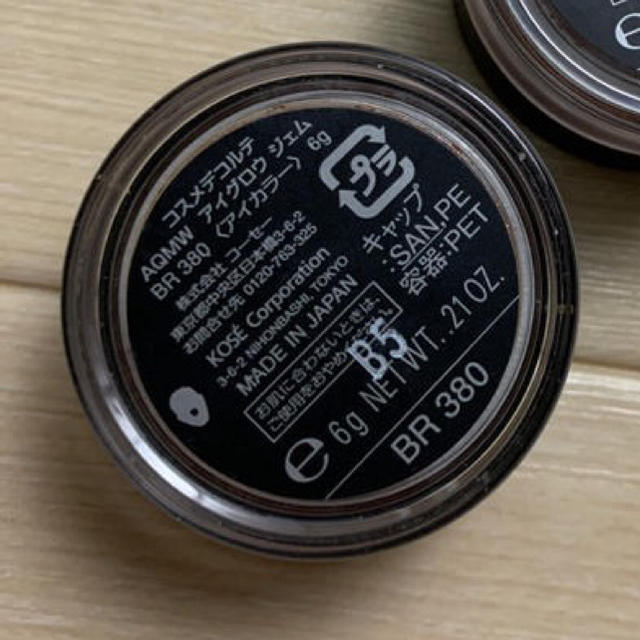 コスメデコルテ
AQMW アイグロウ ジェム 6g
BR 380 〈アイカラー〉
株式会社 コーセー
東京都中央区日本橋3-6-2
お問合せ先 0120-763-325
KOSÉ Corporation
3-6-2 NIHONBASHI, TOKYO
MADE IN JAPAN
お肌に合わないときは、
ご使用をおやめ
プラ
キャップ
:SAN,PE
容器:PET
B5
e 6g NET WT. .21 OZ.
BR 380